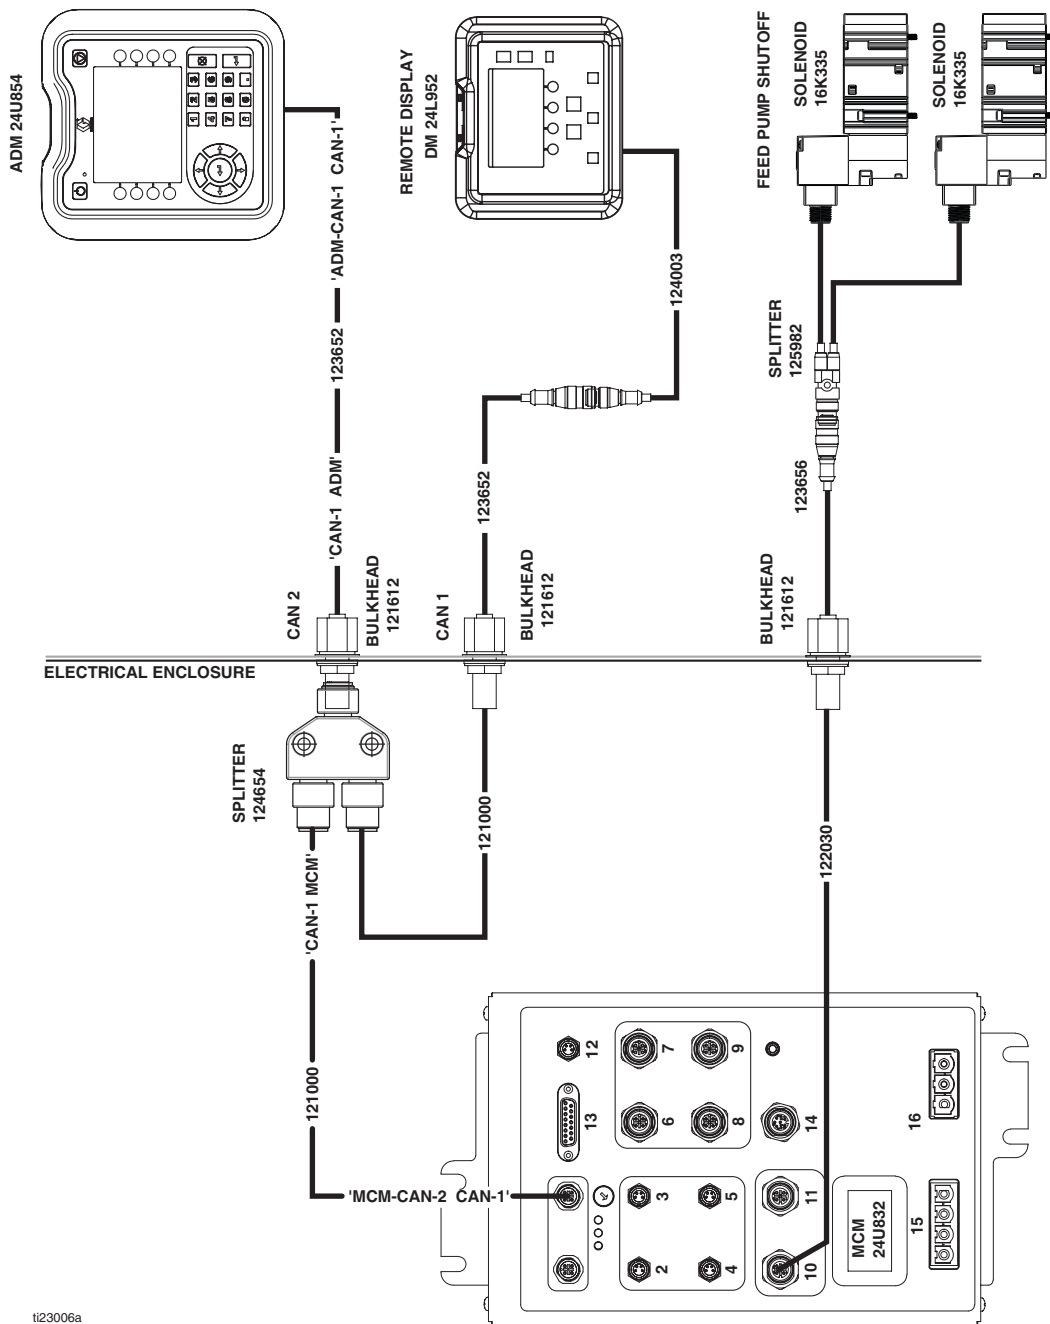 ADM 24U854
REMOTE DISPLAY
DM 24L952
FEED PUMP SHUTOFF
SOLENOID
16K335
SOLENOID
16K335
'ADM-CAN-1 CAN-1'
123652
'CAN-1 ADM'
124003
123652
SPLITTER
125982
123656
CAN 2
BULKHEAD
121612
CAN 1
BULKHEAD
121612
BULKHEAD
121612
ELECTRICAL ENCLOSURE
SPLITTER
124654
'CAN-1 MCM'
121000
121000
122030
'MCM-CAN-2 CAN-1'
12
13
7
9
6
8
14
16
3
5
2
4
11
10
MCM
24U832
15
ti23006a